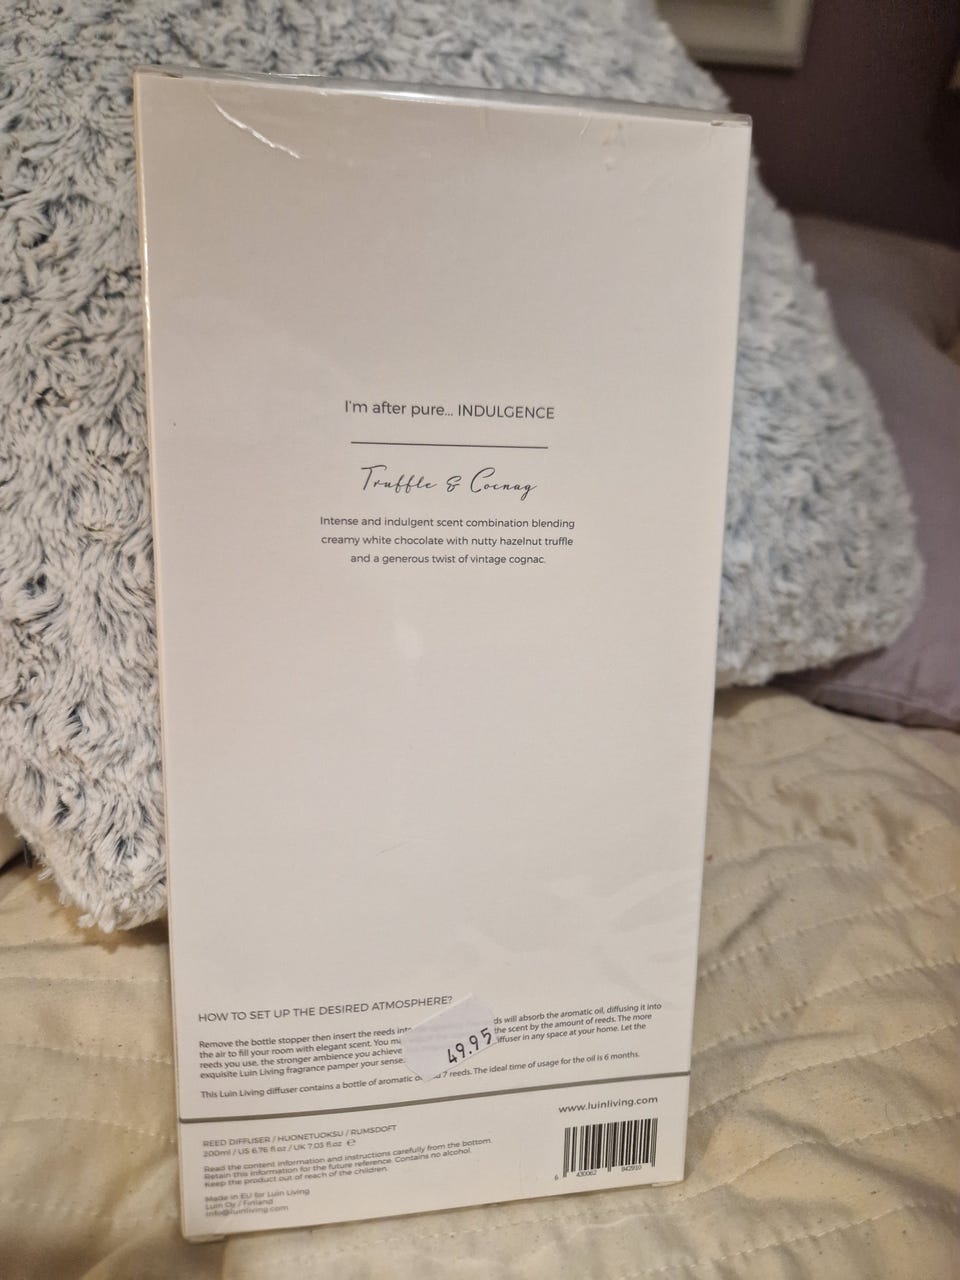 I'm after pure... INDULGENCE
Truffle & Cocnag
Intense and indulgent scent combination blending
creamy white chocolate with nutty hazelnut truffle
and a generous twist of vintage cognac.
HOW TO SET UP THE DESIRED ATMOSPHERE?
Remove the bottle stopper then insert the reeds ds will absorb the aromatic oil, diffusing it into
the air to fill your room with elegant scent. You the scent by the amount of reeds. The more
reeds you use, the stronger ambience you achieve iffuser in any space at your home. Let the
exquisite Luin Living fragrance pamper your sense
This Luin Living diffuser contains a bottle of aromatic 7 reeds. The ideal time of usage for the oil is 6 months.
49.95
www.luinliving.com
REED DIFFUSER / HUONETUOKSU / RUMSDOFT
200ml / US 6.76 fl oz / UK 7.03 fl oz ℮
Read the content information and instructions carefully from the bottom.
Retain this information for the future reference. Contains no alcohol.
Keep the product out of reach of the children.
Made in EU for Luin Living
Luin Oy / Finland
info@luinliving.com
6 430062 942910